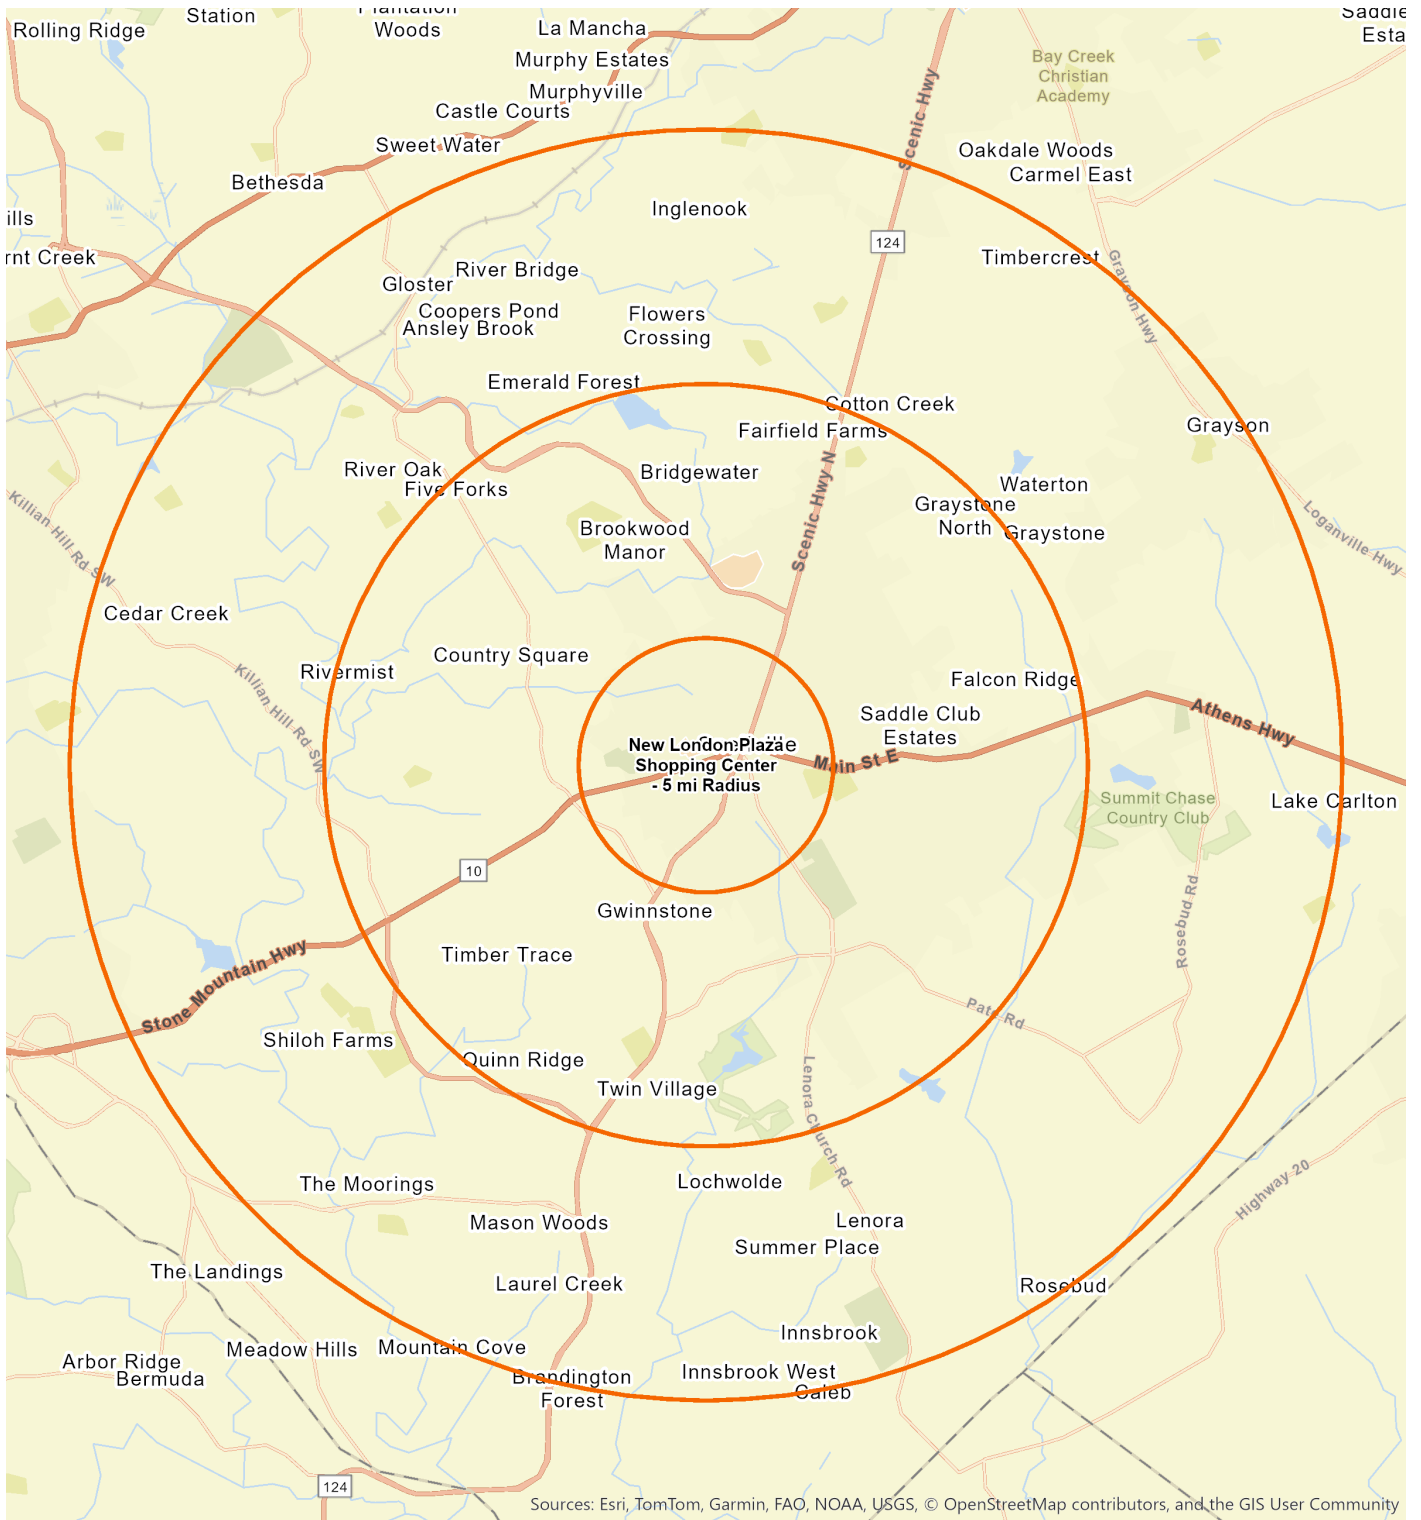 Station
Plantation
Woods
Rolling Ridge
La Mancha
Saddle
Esta
Murphy Estates
Bay Creek
Christian
Academy
Murphyville
Castle Courts
Scenic Hwy
Sweet Water
Oakdale Woods
Carmel East
Bethesda
Inglenook
ills
124
rnt Creek
Timbercrest
River Bridge
Gloster
Grayson Hwy
Coopers Pond
Ansley Brook
Flowers
Crossing
Emerald Forest
Cotton Creek
Fairfield Farms
Grayson
River Oak
Five Forks
Bridgewater
Waterton
Graystone
North
Graystone
Scenic Hwy N
Brookwood
Manor
Killian Hill Rd SW
Loganville Hwy
Cedar Creek
Country Square
Rivermist
Falcon Ridge
Killian Hill Rd SW
Saddle Club
Estates
Athens Hwy
New London Plaza
Shopping Center
- 5 mi Radius
Main St E
Summit Chase
Country Club
Lake Carlton
10
Gwinnstone
Rosebud Rd
Timber Trace
Stone Mountain Hwy
Pate Rd
Shiloh Farms
Quinn Ridge
Twin Village
Lenora Church Rd
The Moorings
Lochwolde
Highway 20
Mason Woods
Lenora
Summer Place
The Landings
Laurel Creek
Rosebud
Innsbrook
Meadow Hills
Mountain Cove
Arbor Ridge
Bermuda
Brandington
Forest
Innsbrook West
Caleb
124
Sources: Esri, TomTom, Garmin, FAO, NOAA, USGS, © OpenStreetMap contributors, and the GIS User Community